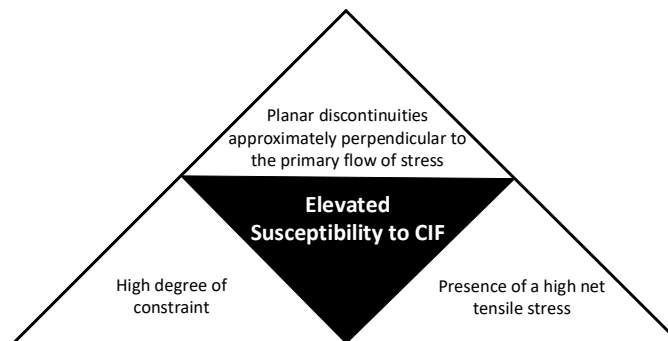 Planar discontinuities
approximately perpendicular to
the primary flow of stress
Elevated
Susceptibility to CIF
High degree of
constraint
Presence of a high net
tensile stress